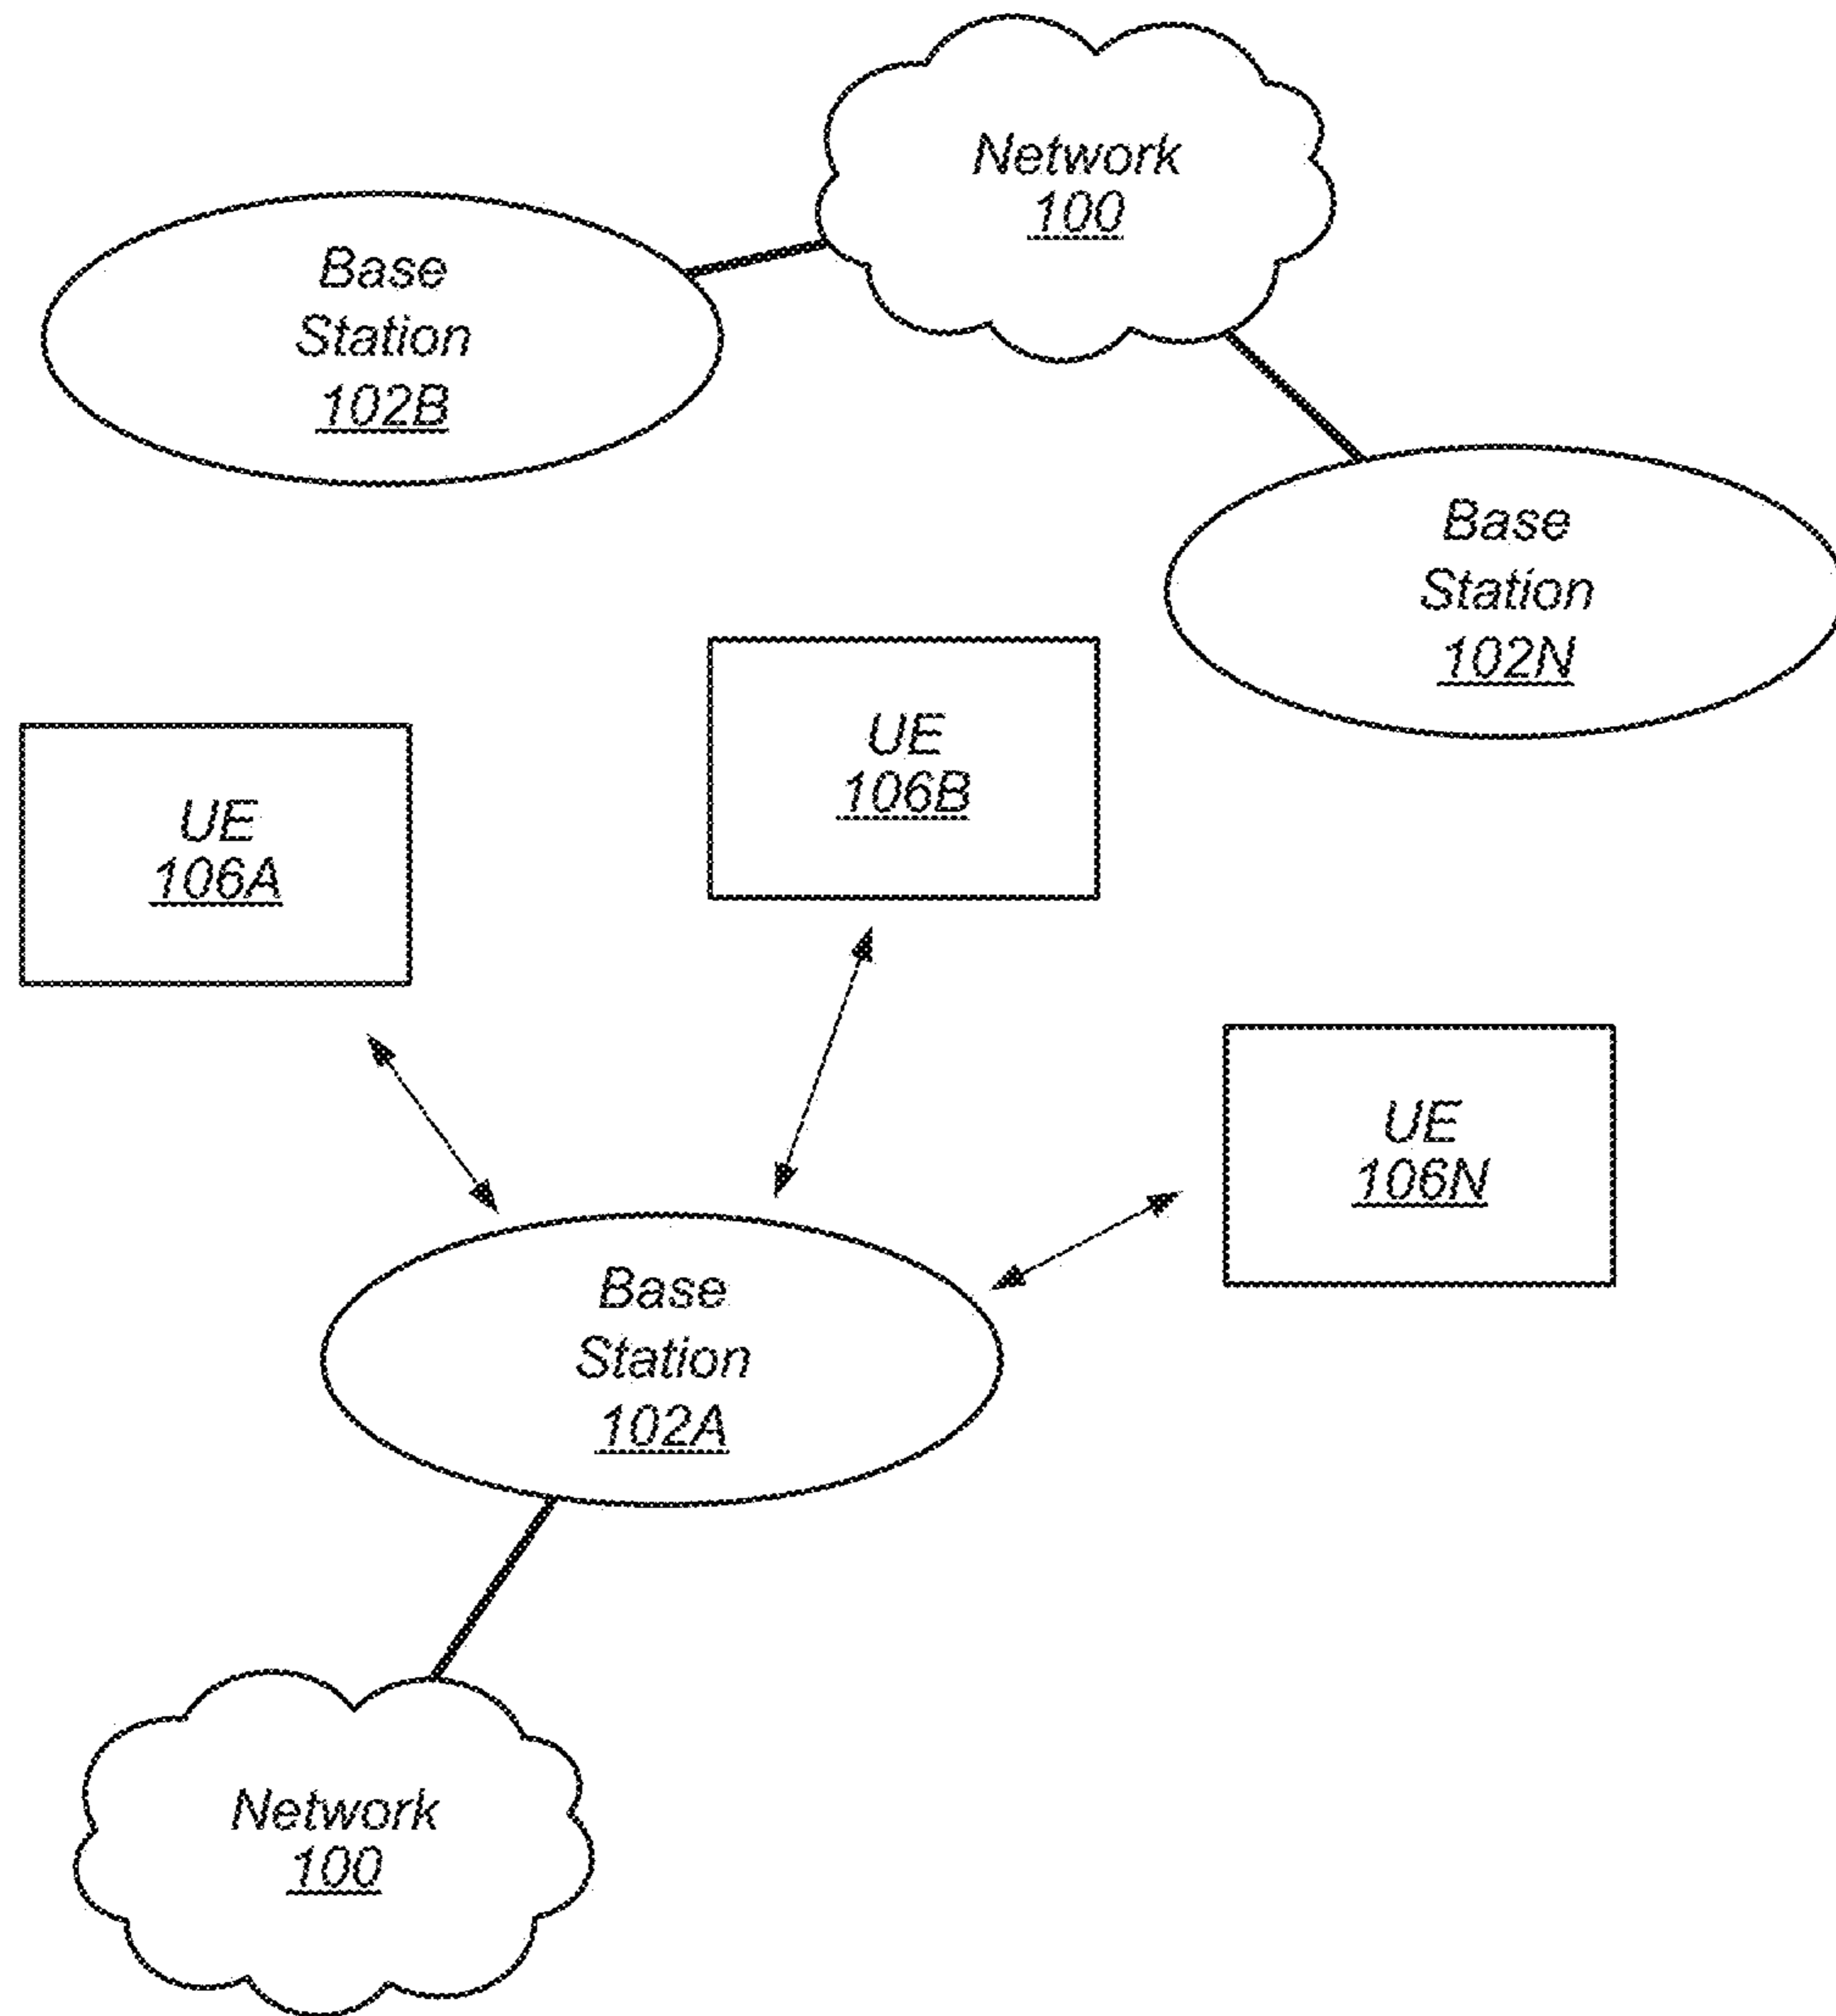 Network
100
Base
Station
102B
Base
Station
102N
UE
106B
UE
106A
UE
106N
Base
Station
102A
Network
100